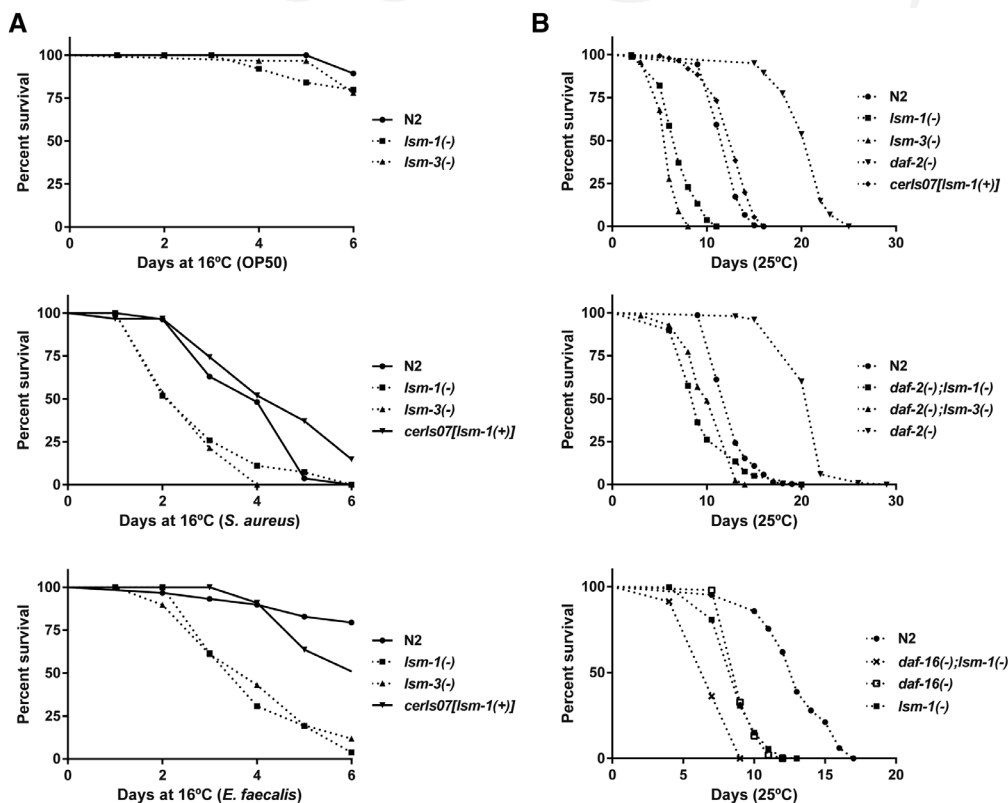 A
Percent survival
100
75
50
25
0
0 2 4 6
Days at 16ºC (OP50)
N2
lsm-1(-)
lsm-3(-)
Percent survival
100
75
50
25
0
0 2 4 6
Days at 16ºC (S. aureus)
N2
lsm-1(-)
lsm-3(-)
cerIs07[lsm-1(+)]
Percent survival
100
75
50
25
0
0 2 4 6
Days at 16ºC (E. faecalis)
N2
lsm-1(-)
lsm-3(-)
cerIs07[lsm-1(+)]
B
Percent survival
100
75
50
25
0
0 10 20 30
Days (25ºC)
N2
lsm-1(-)
lsm-3(-)
daf-2(-)
cerIs07[lsm-1(+)]
Percent survival
100
75
50
25
0
0 10 20 30
Days (25ºC)
N2
daf-2(-);lsm-1(-)
daf-2(-);lsm-3(-)
daf-2(-)
Percent survival
100
50
0
5 10 15 20
Days (25ºC)
N2
daf-16(-);lsm-1(-)
daf-16(-)
lsm-1(-)